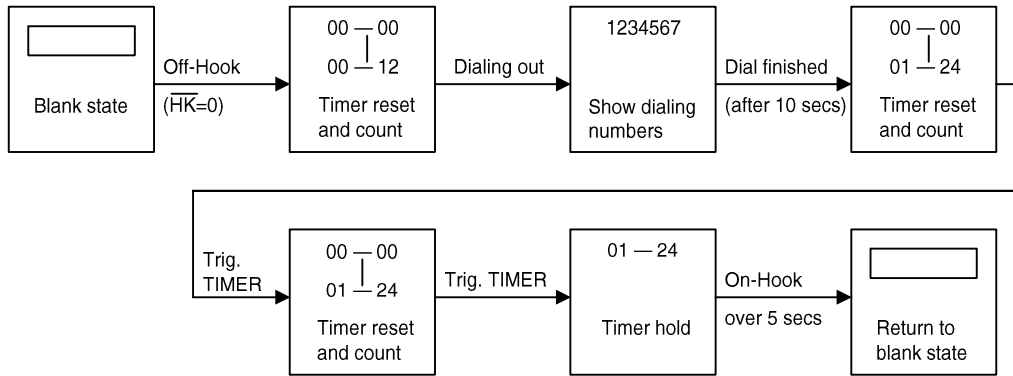 Blank state
Off-Hook
(H̅K̅=0)
00 — 00
00 — 12
Timer reset
and count
Dialing out
1234567
Show dialing
numbers
Dial finished
(after 10 secs)
00 — 00
01 — 24
Timer reset
and count
Trig.
TIMER
00 — 00
01 — 24
Timer reset
and count
Trig. TIMER
01 — 24
Timer hold
On-Hook
over 5 secs
Return to
blank state